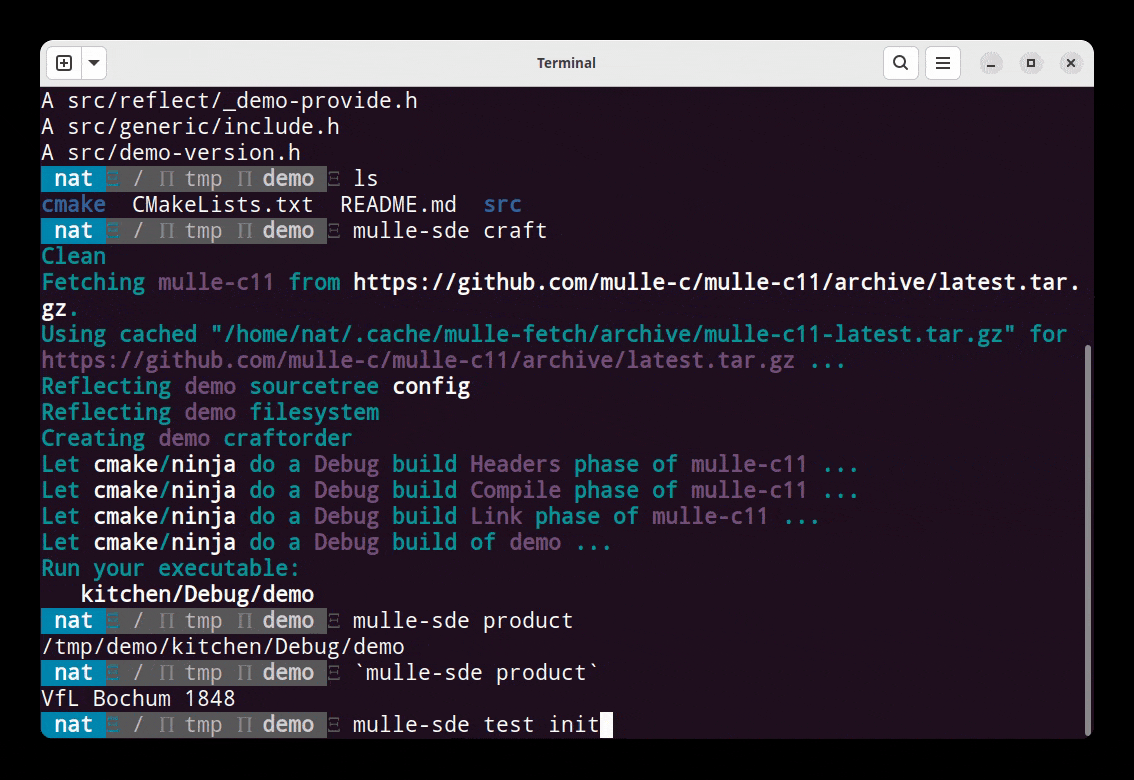 Terminal
A src/reflect/_demo-provide.h
A src/generic/include.h
A src/demo-version.h
nat Ξ / Π tmp Π demo Ξ ls
cmake  CMakeLists.txt  README.md  src
nat Ξ / Π tmp Π demo Ξ mulle-sde craft
Clean
Fetching mulle-c11 from https://github.com/mulle-c/mulle-c11/archive/latest.tar.
gz.
Using cached "/home/nat/.cache/mulle-fetch/archive/mulle-c11-latest.tar.gz" for
https://github.com/mulle-c/mulle-c11/archive/latest.tar.gz ...
Reflecting demo sourcetree config
Reflecting demo filesystem
Creating demo craftorder
Let cmake/ninja do a Debug build Headers phase of mulle-c11 ...
Let cmake/ninja do a Debug build Compile phase of mulle-c11 ...
Let cmake/ninja do a Debug build Link phase of mulle-c11 ...
Let cmake/ninja do a Debug build of demo ...
Run your executable:
   kitchen/Debug/demo
nat Ξ / Π tmp Π demo Ξ mulle-sde product
/tmp/demo/kitchen/Debug/demo
nat Ξ / Π tmp Π demo Ξ `mulle-sde product`
VfL Bochum 1848
nat Ξ / Π tmp Π demo Ξ mulle-sde test init